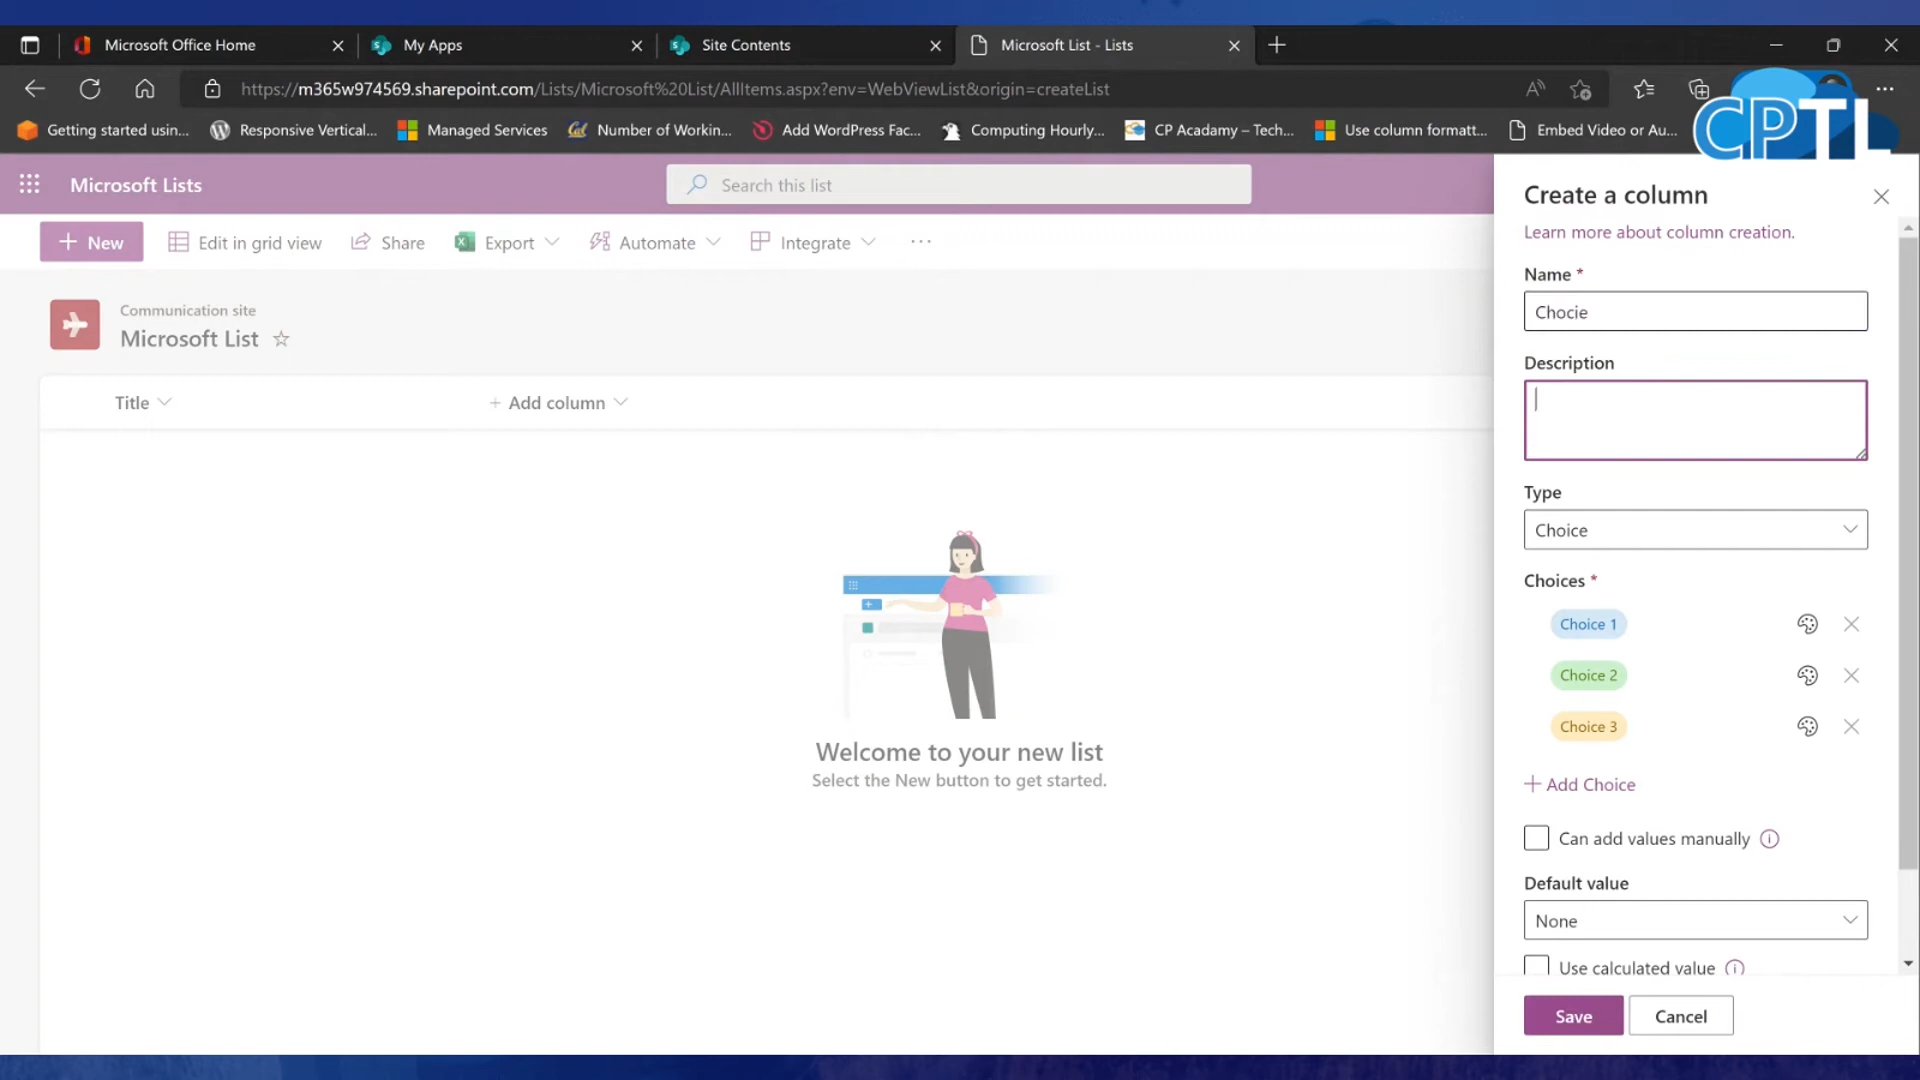 Microsoft Office Home
My Apps
Site Contents
Microsoft List - Lists
https://m365w974569.sharepoint.com/Lists/Microsoft%20List/AllItems.aspx?env=WebViewList&origin=createList
Getting started usin...
Responsive Vertical...
Managed Services
Number of Workin...
Add WordPress Fac...
Computing Hourly...
CP Acadamy – Tech...
Use column formatt...
Embed Video or Au...
CPTL
Microsoft Lists
Search this list
New
Edit in grid view
Share
Export
Automate
Integrate
Communication site
Microsoft List
Title
Add column
Welcome to your new list
Select the New button to get started.
Create a column
Learn more about column creation.
Name *
Chocie
Description
Type
Choice
Choices *
Choice 1
Choice 2
Choice 3
Add Choice
Can add values manually
Default value
None
Use calculated value
Save
Cancel